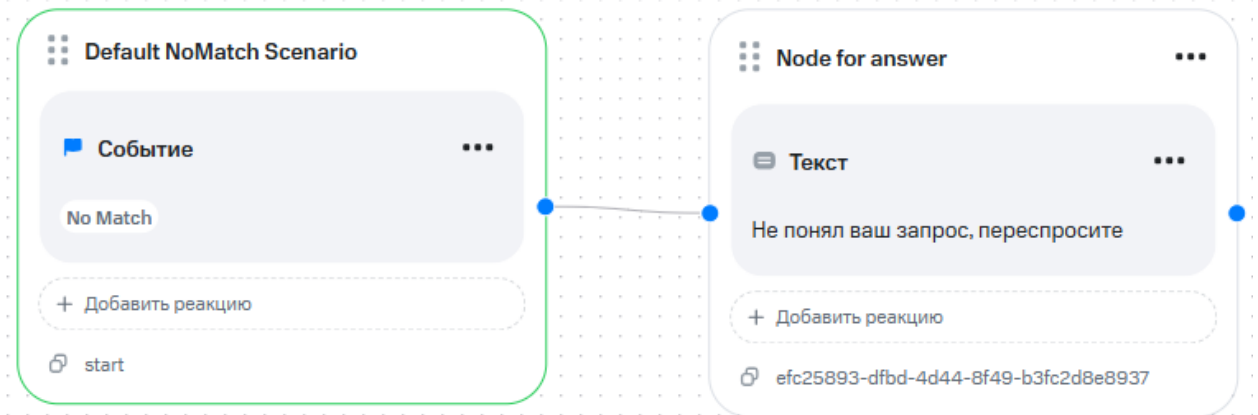 Default NoMatch Scenario
Событие
No Match
+ Добавить реакцию
start
Node for answer
Текст
Не понял ваш запрос, переспросите
+ Добавить реакцию
efc25893-dfbd-4d44-8f49-b3fc2d8e8937